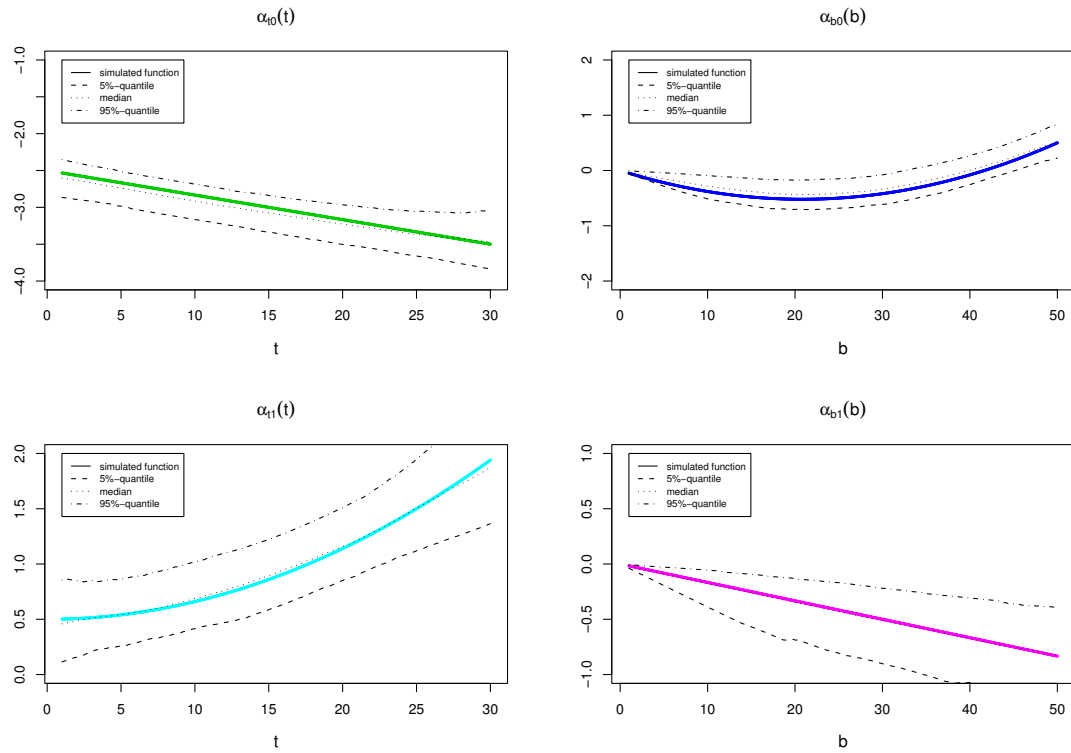 α_t0(t)
−1.0
−2.0
−3.0
−4.0
simulated function
5%−quantile
median
95%−quantile
0 5 10 15 20 25 30
t
α_b0(b)
2
1
0
−1
−2
simulated function
5%−quantile
median
95%−quantile
0 10 20 30 40 50
b
α_t1(t)
2.0
1.5
1.0
0.5
0.0
simulated function
5%−quantile
median
95%−quantile
0 5 10 15 20 25 30
t
α_b1(b)
1.0
0.5
0.0
−0.5
−1.0
simulated function
5%−quantile
median
95%−quantile
0 10 20 30 40 50
b